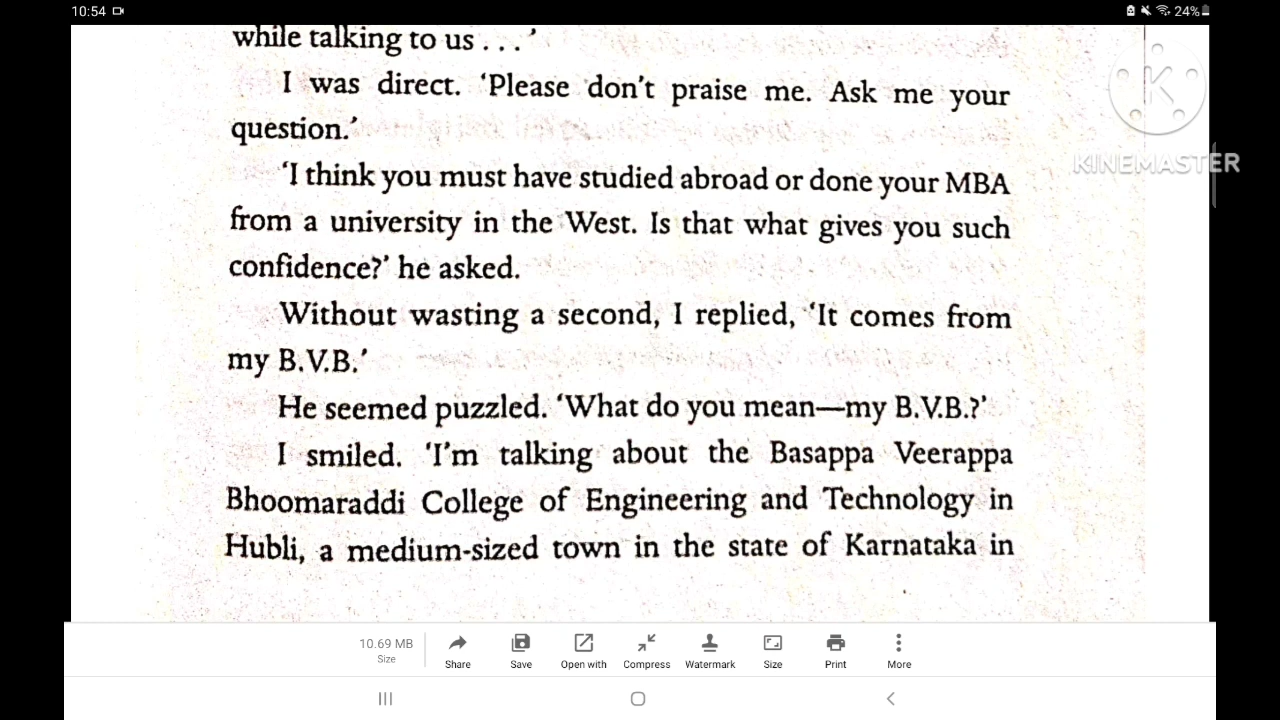 10:54
24%
while talking to us . . . ’
I was direct. ‘Please don’t praise me. Ask me your
question.’
‘I think you must have studied abroad or done your MBA
from a university in the West. Is that what gives you such
confidence?’ he asked.
Without wasting a second, I replied, ‘It comes from
my B.V.B.’
He seemed puzzled. ‘What do you mean—my B.V.B.?’
I smiled. ‘I’m talking about the Basappa Veerappa
Bhoomaraddi College of Engineering and Technology in
Hubli, a medium-sized town in the state of Karnataka in
K
KINEMASTER
10.69 MB
Size
Share
Save
Open with
Compress
Watermark
Size
Print
More